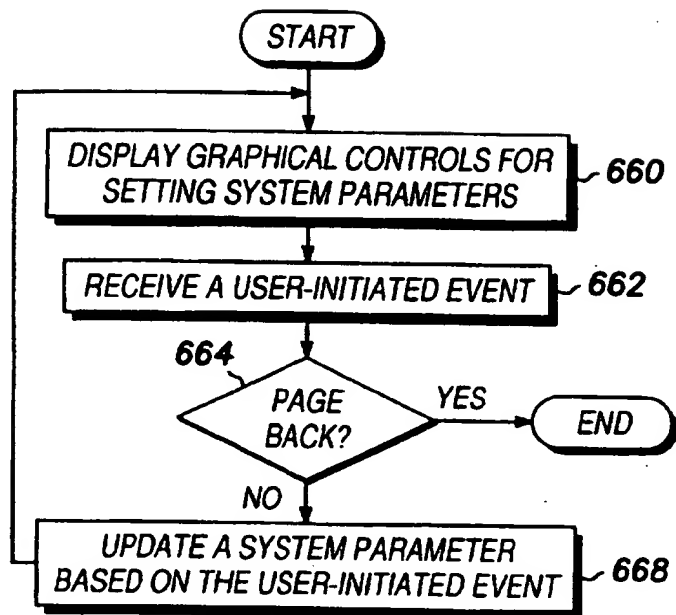 START
DISPLAY GRAPHICAL CONTROLS FOR
SETTING SYSTEM PARAMETERS
660
RECEIVE A USER-INITIATED EVENT
662
664
PAGE
BACK?
YES
END
NO
UPDATE A SYSTEM PARAMETER
BASED ON THE USER-INITIATED EVENT
668